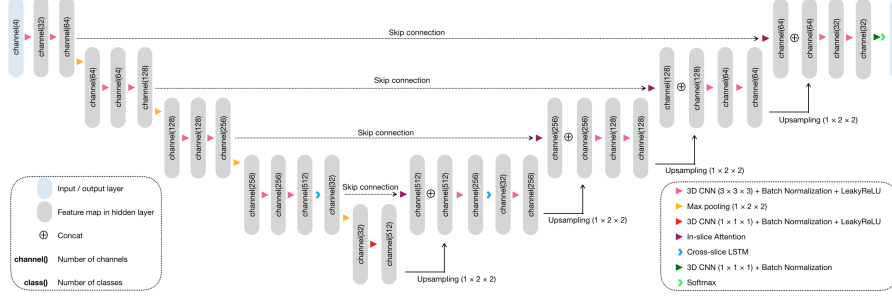 channel(4)
channel(32)
channel(64)
Skip connection
channel(64)
channel(64)
channel(32)
channel(32)
channel(64)
channel(64)
channel(128)
Skip connection
channel(128)
channel(128)
channel(64)
channel(64)
Upsampling (1 × 2 × 2)
channel(128)
channel(128)
channel(256)
Skip connection
channel(256)
channel(256)
channel(128)
channel(128)
Upsampling (1 × 2 × 2)
channel(256)
channel(256)
channel(256)
channel(32)
Skip connection
channel(512)
channel(512)
channel(256)
channel(32)
channel(256)
Upsampling (1 × 2 × 2)
channel(32)
channel(512)
Upsampling (1 × 2 × 2)
Input / output layer
Feature map in hidden layer
Concat
channel() Number of channels
class() Number of classes
3D CNN (3 × 3 × 3) + Batch Normalization + LeakyReLU
Max pooling (1 × 2 × 2)
3D CNN (1 × 1 × 1) + Batch Normalization + LeakyReLU
In-slice Attention
Cross-slice LSTM
3D CNN (1 × 1 × 1) + Batch Normalization
Softmax